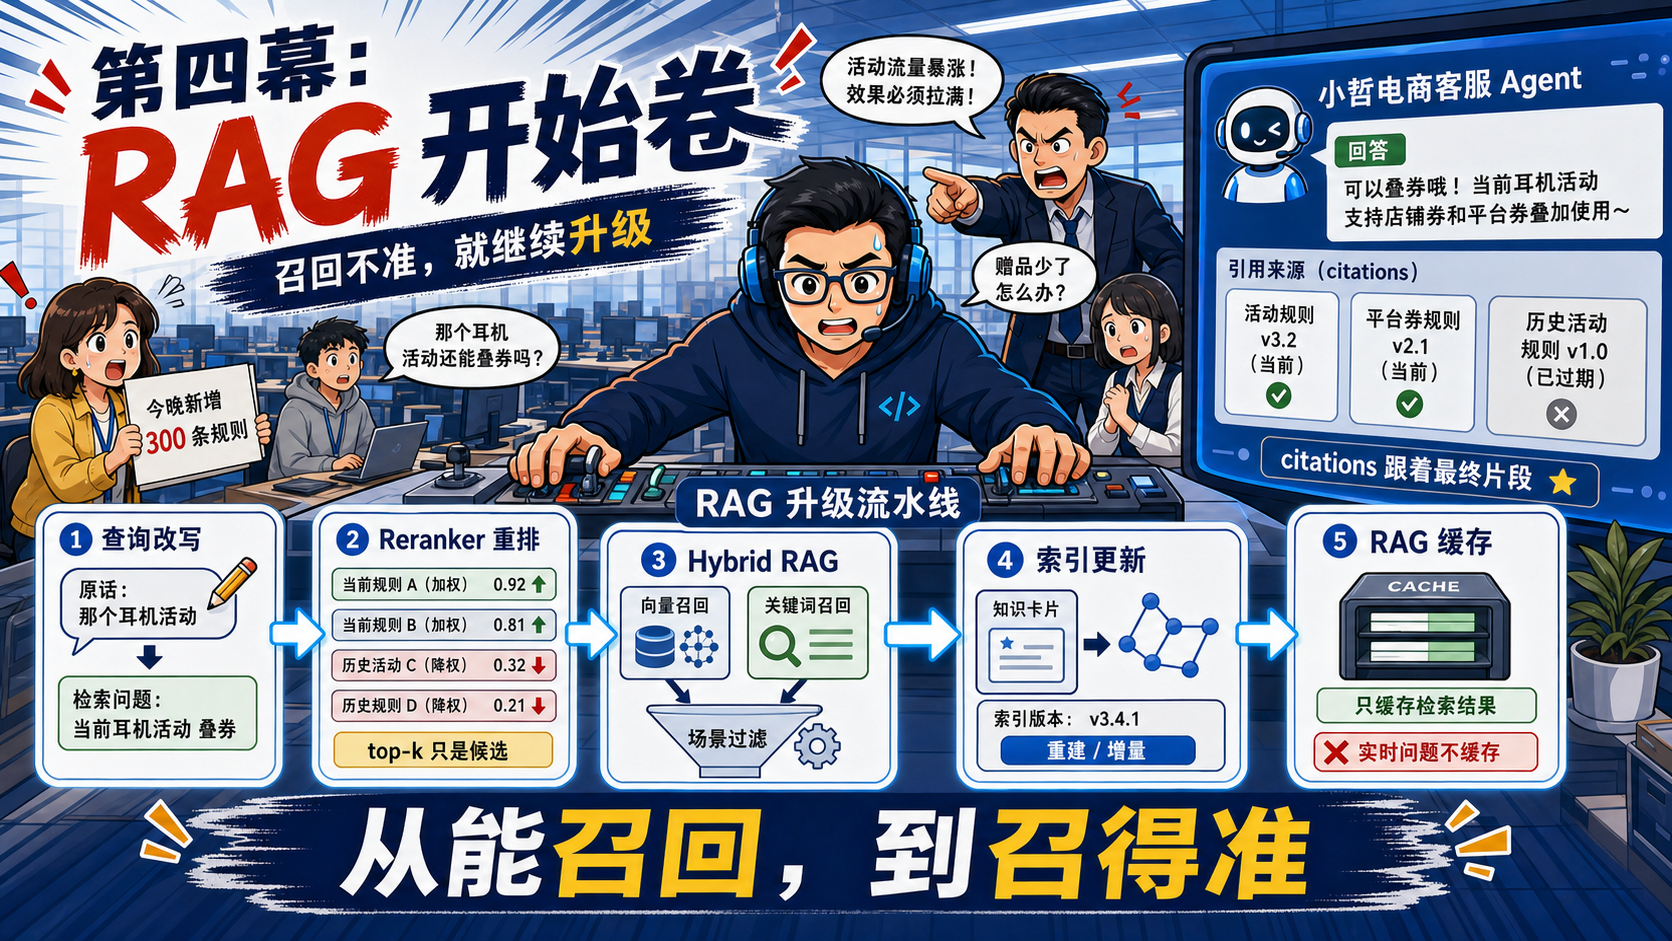 第四幕：
RAG 开始卷
召回不准，就继续升级
活动流量暴涨！
效果必须拉满！
小哲电商客服 Agent
回答
可以叠券哦！当前耳机活动
支持店铺券和平台券叠加使用～
引用来源（citations）
活动规则
v3.2
（当前）
平台券规则
v2.1
（当前）
历史活动
规则 v1.0
（已过期）
citations 跟着最终片段
赠品少了
怎么办？
那个耳机
活动还能叠券吗？
今晚新增
300 条规则
</>
RAG 升级流水线
1 查询改写
原话：
那个耳机活动
检索问题：
当前耳机活动 叠券
2 Reranker 重排
当前规则 A（加权） 0.92
当前规则 B（加权） 0.81
历史活动 C（降权） 0.32
历史规则 D（降权） 0.21
top-k 只是候选
3 Hybrid RAG
向量召回
关键词召回
场景过滤
4 索引更新
知识卡片
索引版本： v3.4.1
重建 / 增量
5 RAG 缓存
CACHE
只缓存检索结果
实时问题不缓存
从能召回，到召得准